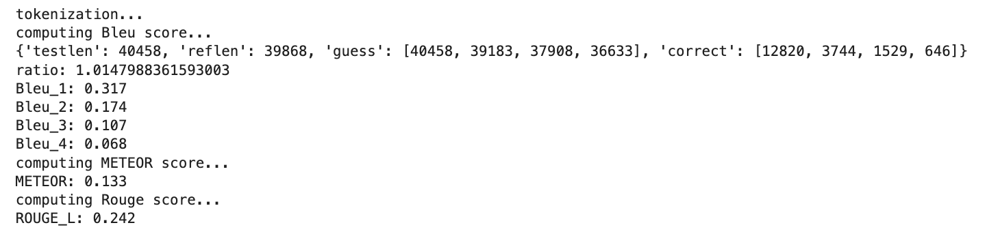 tokenization...
computing Bleu score...
{'testlen': 40458, 'reflen': 39868, 'guess': [40458, 39183, 37908, 36633], 'correct': [12820, 3744, 1529, 646]}
ratio: 1.0147988361593003
Bleu_1: 0.317
Bleu_2: 0.174
Bleu_3: 0.107
Bleu_4: 0.068
computing METEOR score...
METEOR: 0.133
computing Rouge score...
ROUGE_L: 0.242